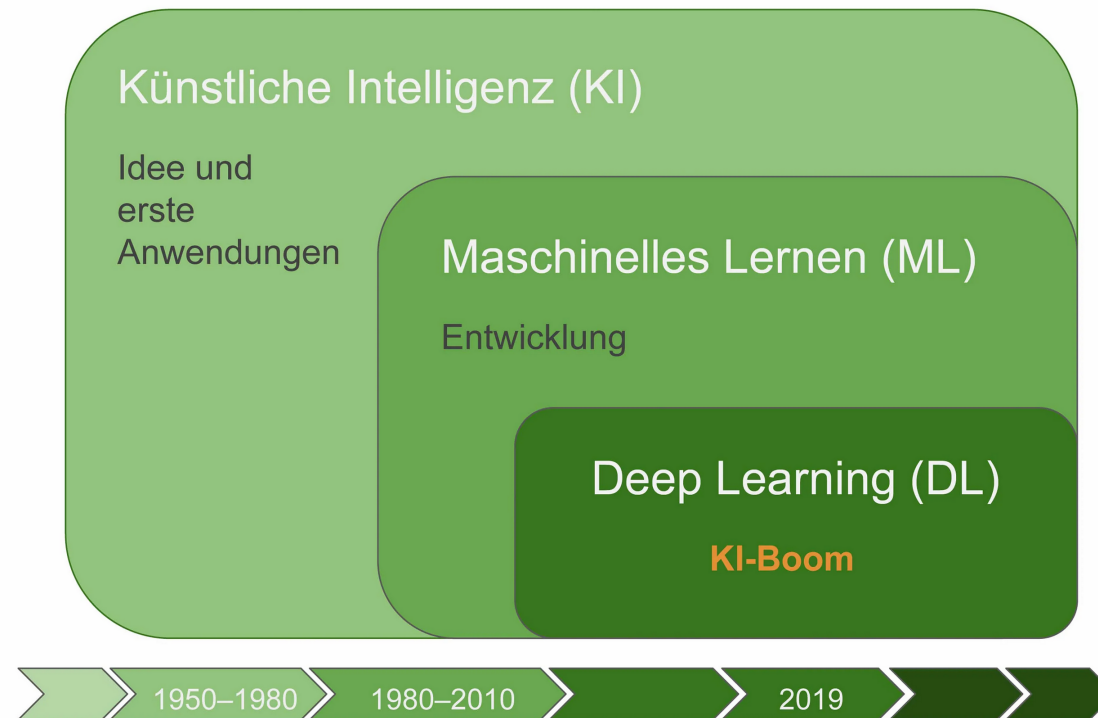 Künstliche Intelligenz (KI)
Idee und
erste
Anwendungen
Maschinelles Lernen (ML)
Entwicklung
Deep Learning (DL)
KI-Boom
1950–1980
1980–2010
2019